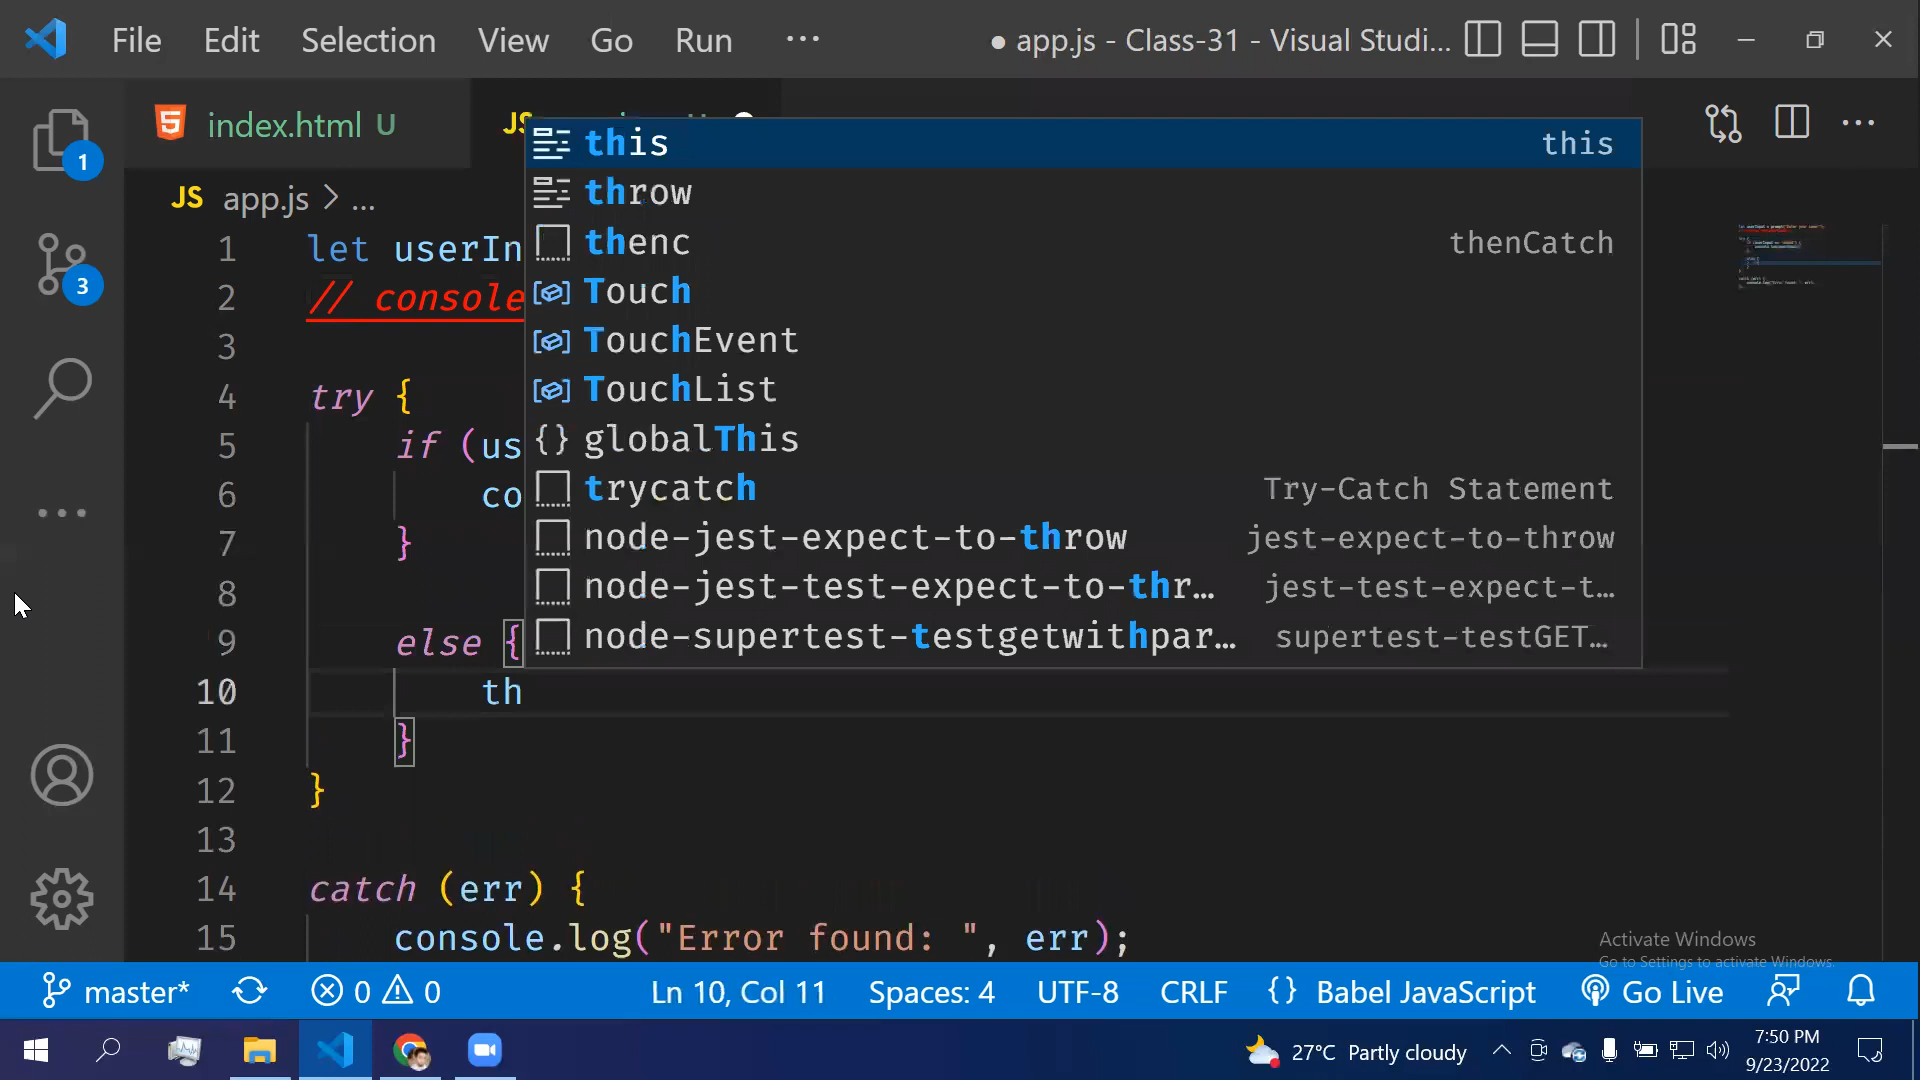 File Edit Selection View Go Run ...
● app.js - Class-31 - Visual Studi...
index.html U
JS
JS app.js > ...
this this
throw
thenc thenCatch
Touch
TouchEvent
TouchList
globalThis
trycatch Try-Catch Statement
node-jest-expect-to-throw jest-expect-to-throw
node-jest-test-expect-to-thr... jest-test-expect-t...
node-supertest-testgetwithpar... supertest-testGET...
1 let userIn
2 // console
3
4 try {
5 if (us
6 co
7 }
8
9 else {
10 th
11 }
12 }
13
14 catch (err) {
15 console.log("Error found: ", err);
1
3
Activate Windows
Go to Settings to activate Windows.
master* 0 0 Ln 10, Col 11 Spaces: 4 UTF-8 CRLF {} Babel JavaScript Go Live
27°C Partly cloudy
7:50 PM
9/23/2022